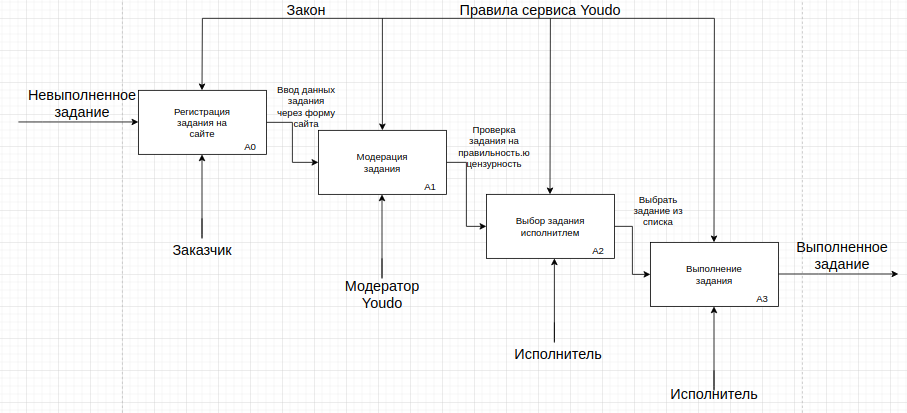 Закон
Правила сервиса Youdo
Невыполненное
задание
Регистрация
задания на
сайте
A0
Ввод данных
задания
через форму
сайта
Заказчик
Модерация
задания
A1
Проверка
задания на
правильность.ю
цензурность
Модератор
Youdo
Выбор задания
исполнитлем
A2
Выбрать
задание из
списка
Исполнитель
Выполнение
задания
A3
Выполненное
задание
Исполнитель